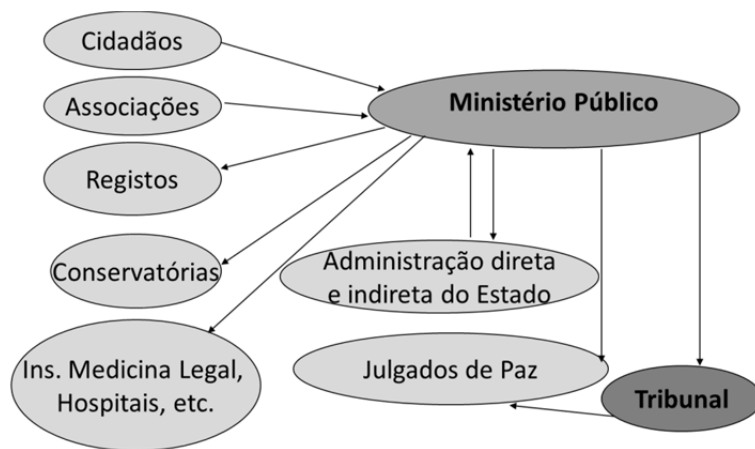 Cidadãos
Associações
Registos
Conservatórias
Ins. Medicina Legal,
Hospitais, etc.
Ministério Público
Administração direta
e indireta do Estado
Julgados de Paz
Tribunal